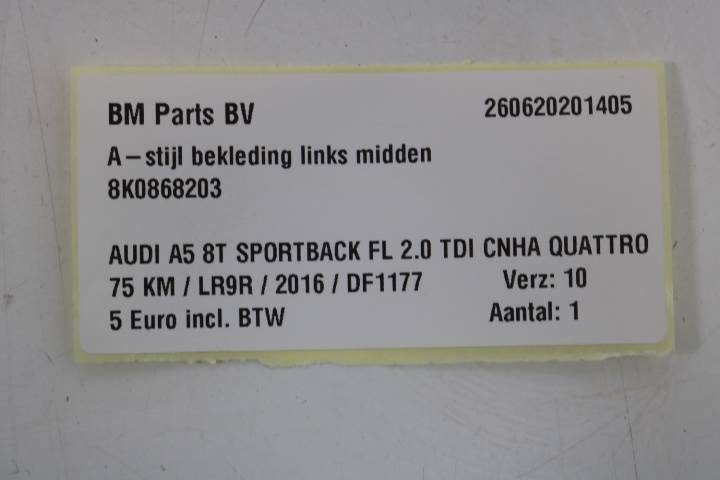 BM Parts BV 260620201405
A-stijl bekleding links midden
8K0868203
AUDI A5 8T SPORTBACK FL 2.0 TDI CNHA QUATTRO
75 KM / LR9R / 2016 / DF1177 Verz: 10
5 Euro incl. BTW Aantal: 1